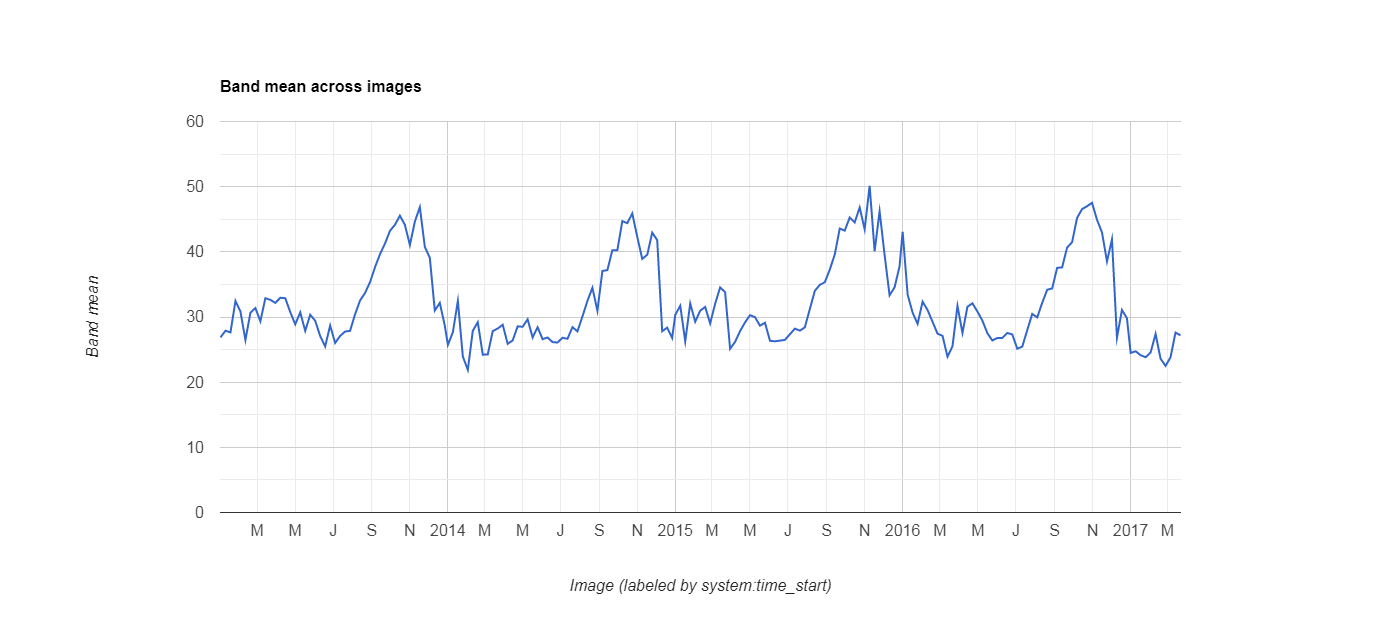 Band mean across images
60
50
40
30
20
10
0
Band mean
M M J S N 2014 M M J S N 2015 M M J S N 2016 M M J S N 2017 M
Image (labeled by system:time_start)